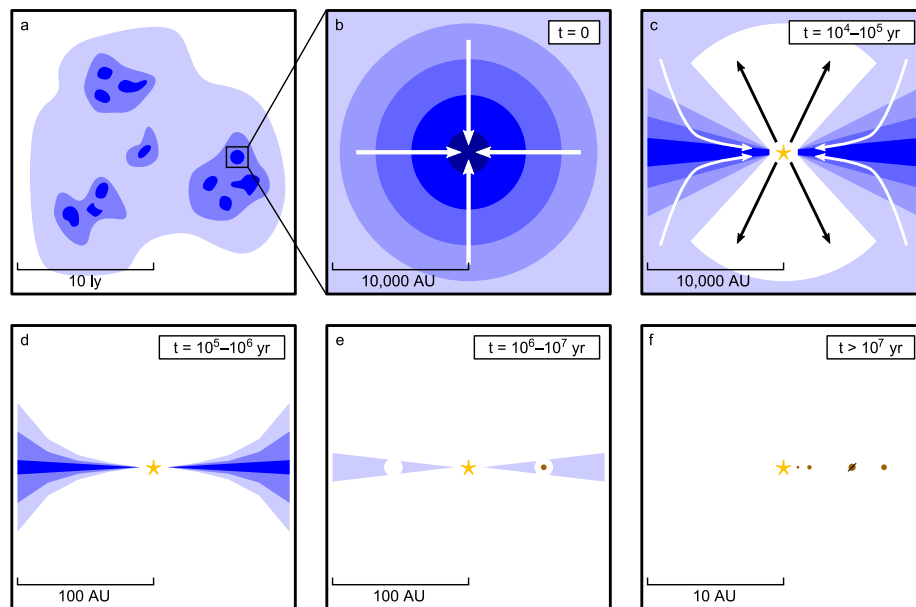 a
10 ly
b
t = 0
10,000 AU
c
t = 10⁴–10⁵ yr
10,000 AU
d
t = 10⁵–10⁶ yr
100 AU
e
t = 10⁶–10⁷ yr
100 AU
f
t > 10⁷ yr
10 AU